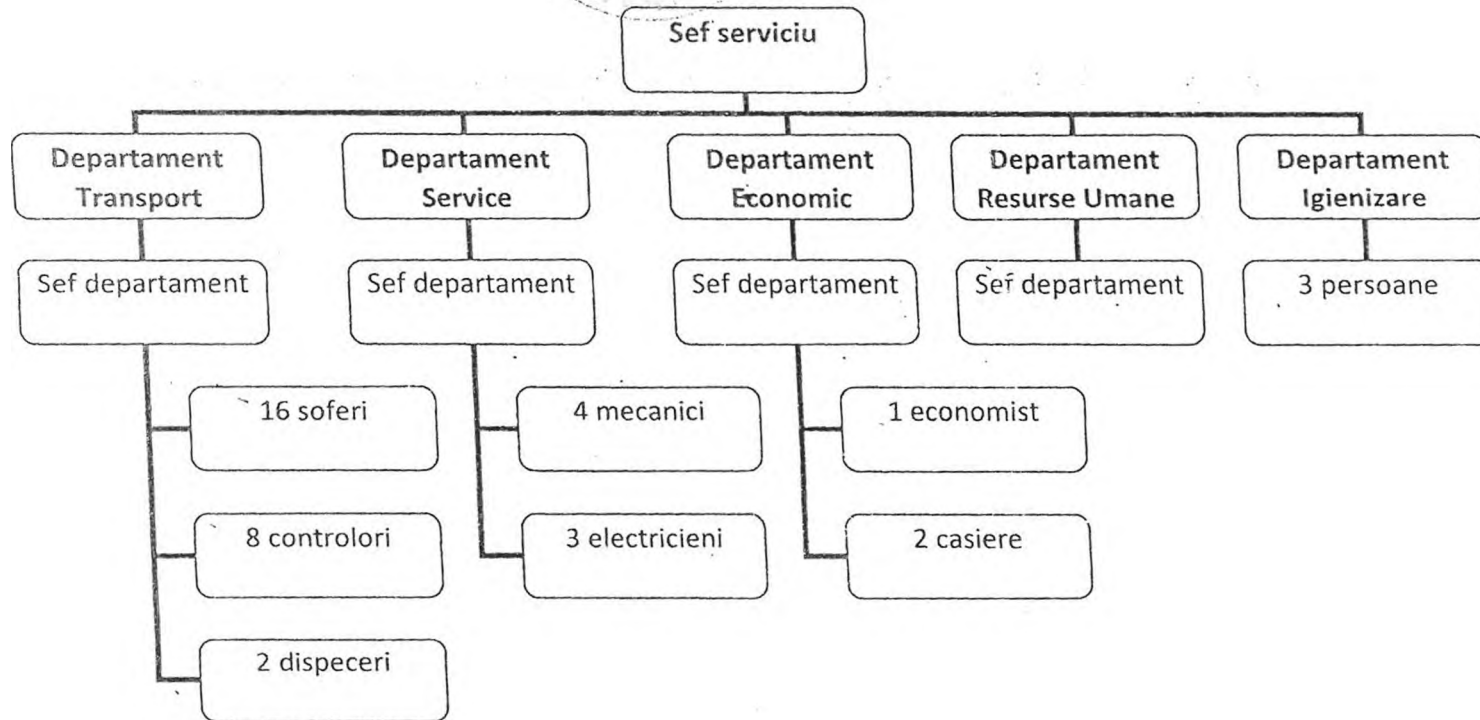 Sef serviciu
Departament
Transport
Departament
Service
Departament
Economic
Departament
Resurse Umane
Departament
Igienizare
Sef departament
Sef departament
Sef departament
Sef departament
3 persoane
16 soferi
4 mecanici
1 economist
8 controlori
3 electricieni
2 casiere
2 dispeceri